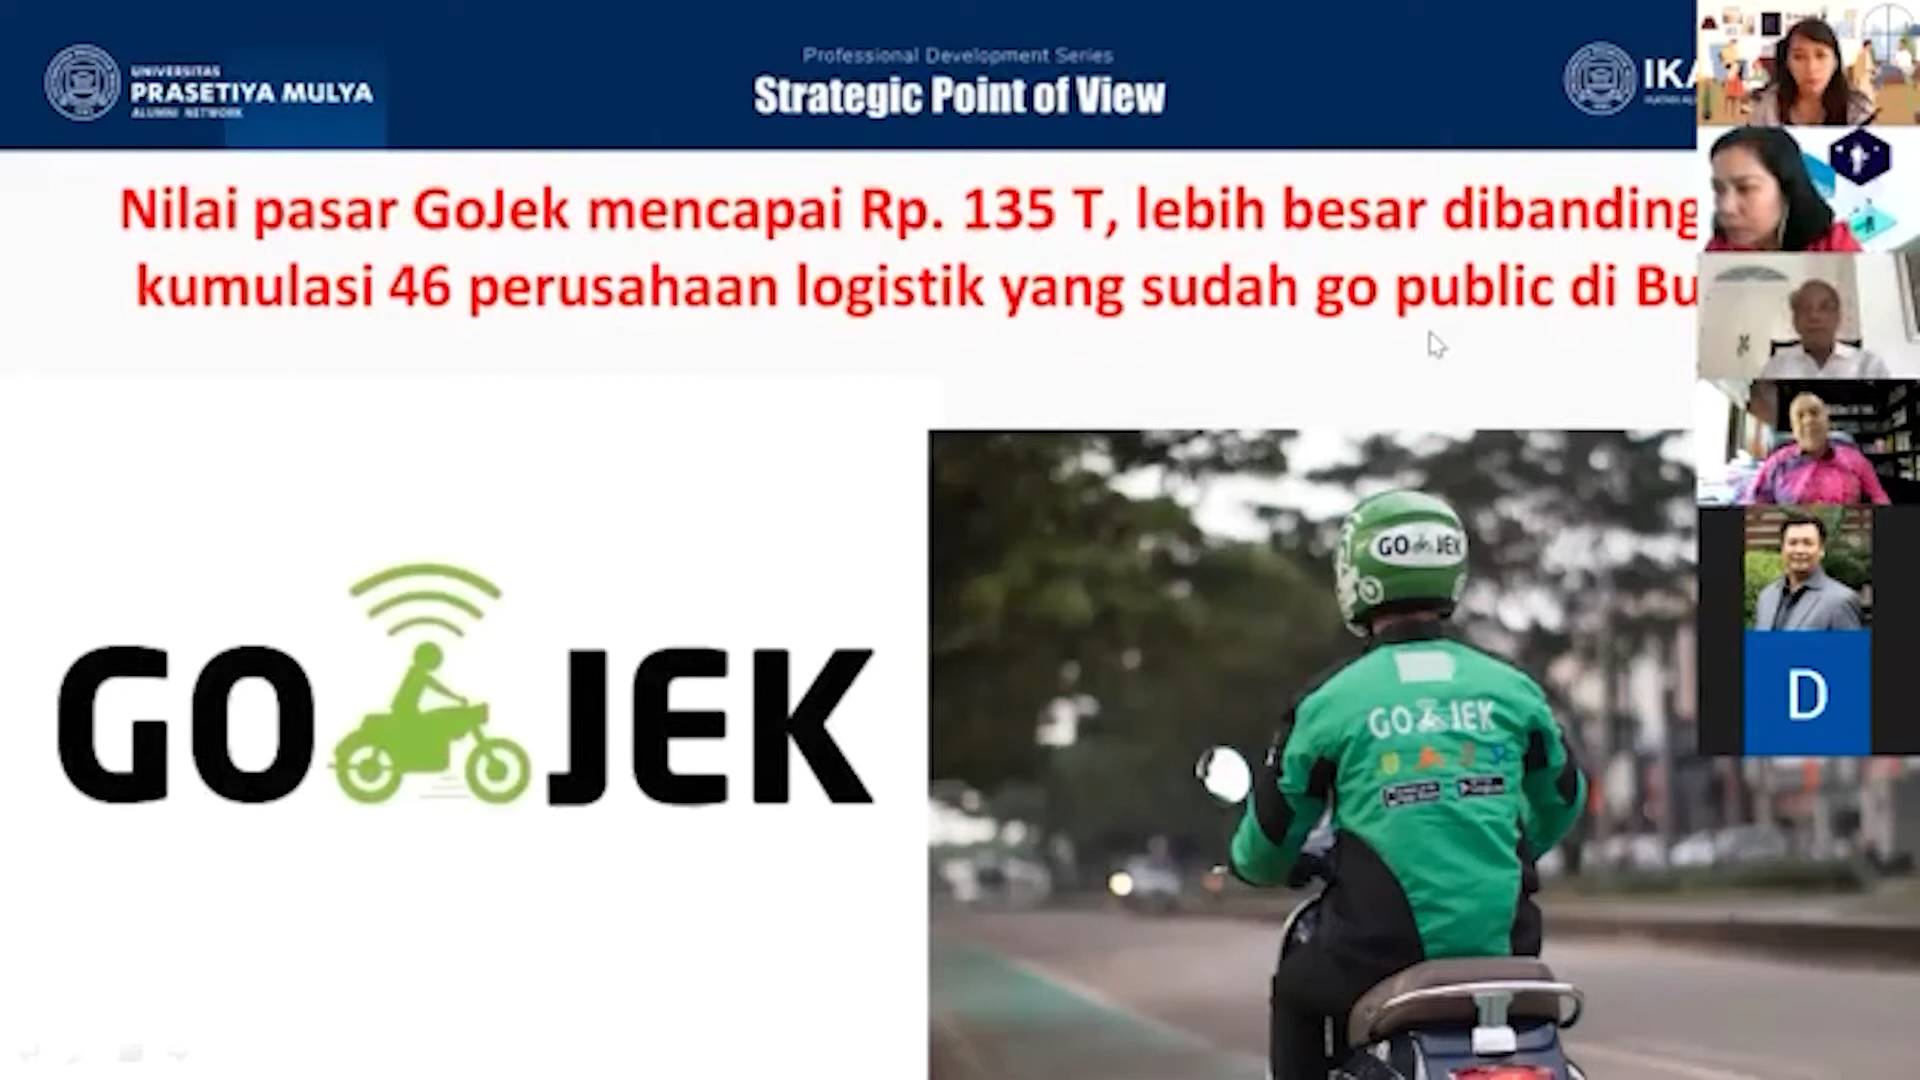 UNIVERSITAS
PRASETIYA MULYA
ALUMNI NETWORK
Professional Development Series
Strategic Point of View
IKA
Nilai pasar GoJek mencapai Rp. 135 T, lebih besar dibanding
kumulasi 46 perusahaan logistik yang sudah go public di Bu
GO JEK
GO JEK
GO JEK
D